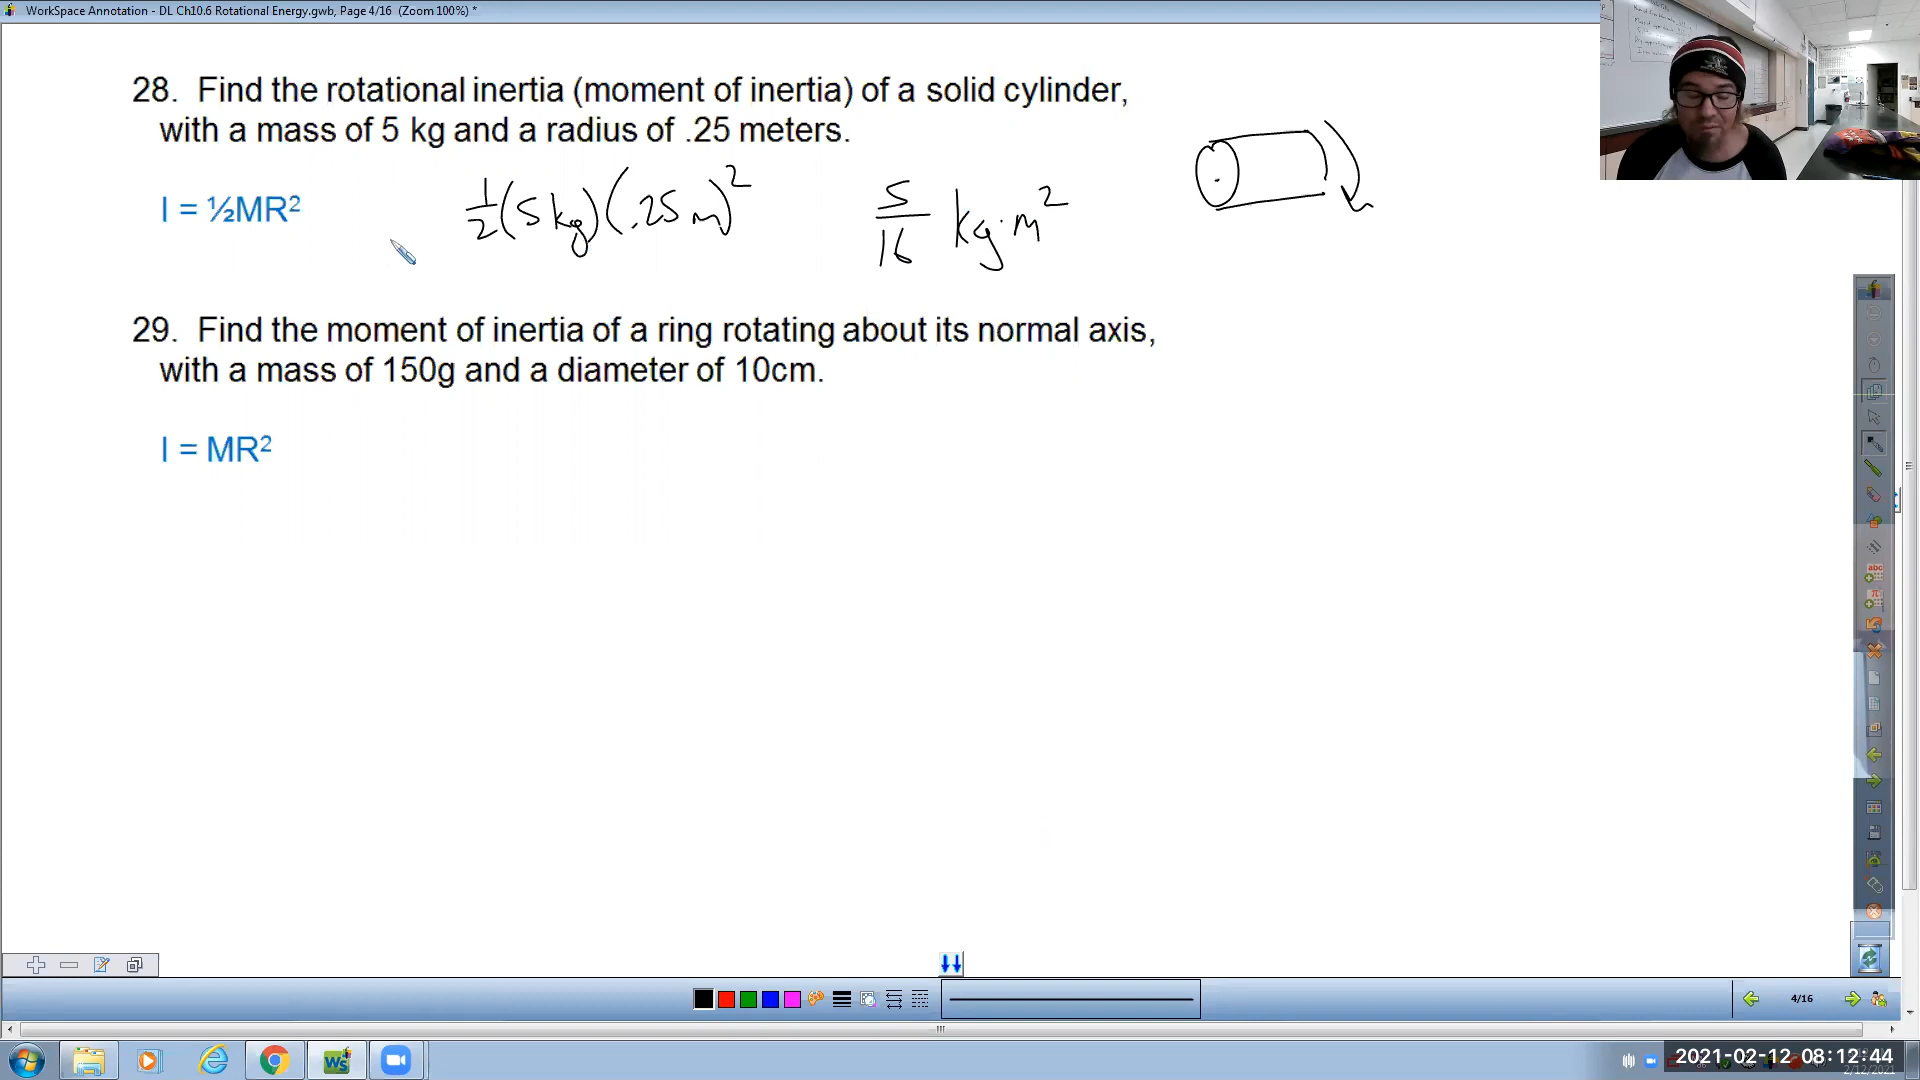 WorkSpace Annotation - DL Ch10.6 Rotational Energy.gwb, Page 4/16 (Zoom 100%) *
28. Find the rotational inertia (moment of inertia) of a solid cylinder,
with a mass of 5 kg and a radius of .25 meters.
I = ½MR²
1/2 (5 kg)(.25 m)² 5/16 kg·m²
29. Find the moment of inertia of a ring rotating about its normal axis,
with a mass of 150g and a diameter of 10cm.
I = MR²
4/16
2021-02-12 08:12:44
2/12/2021